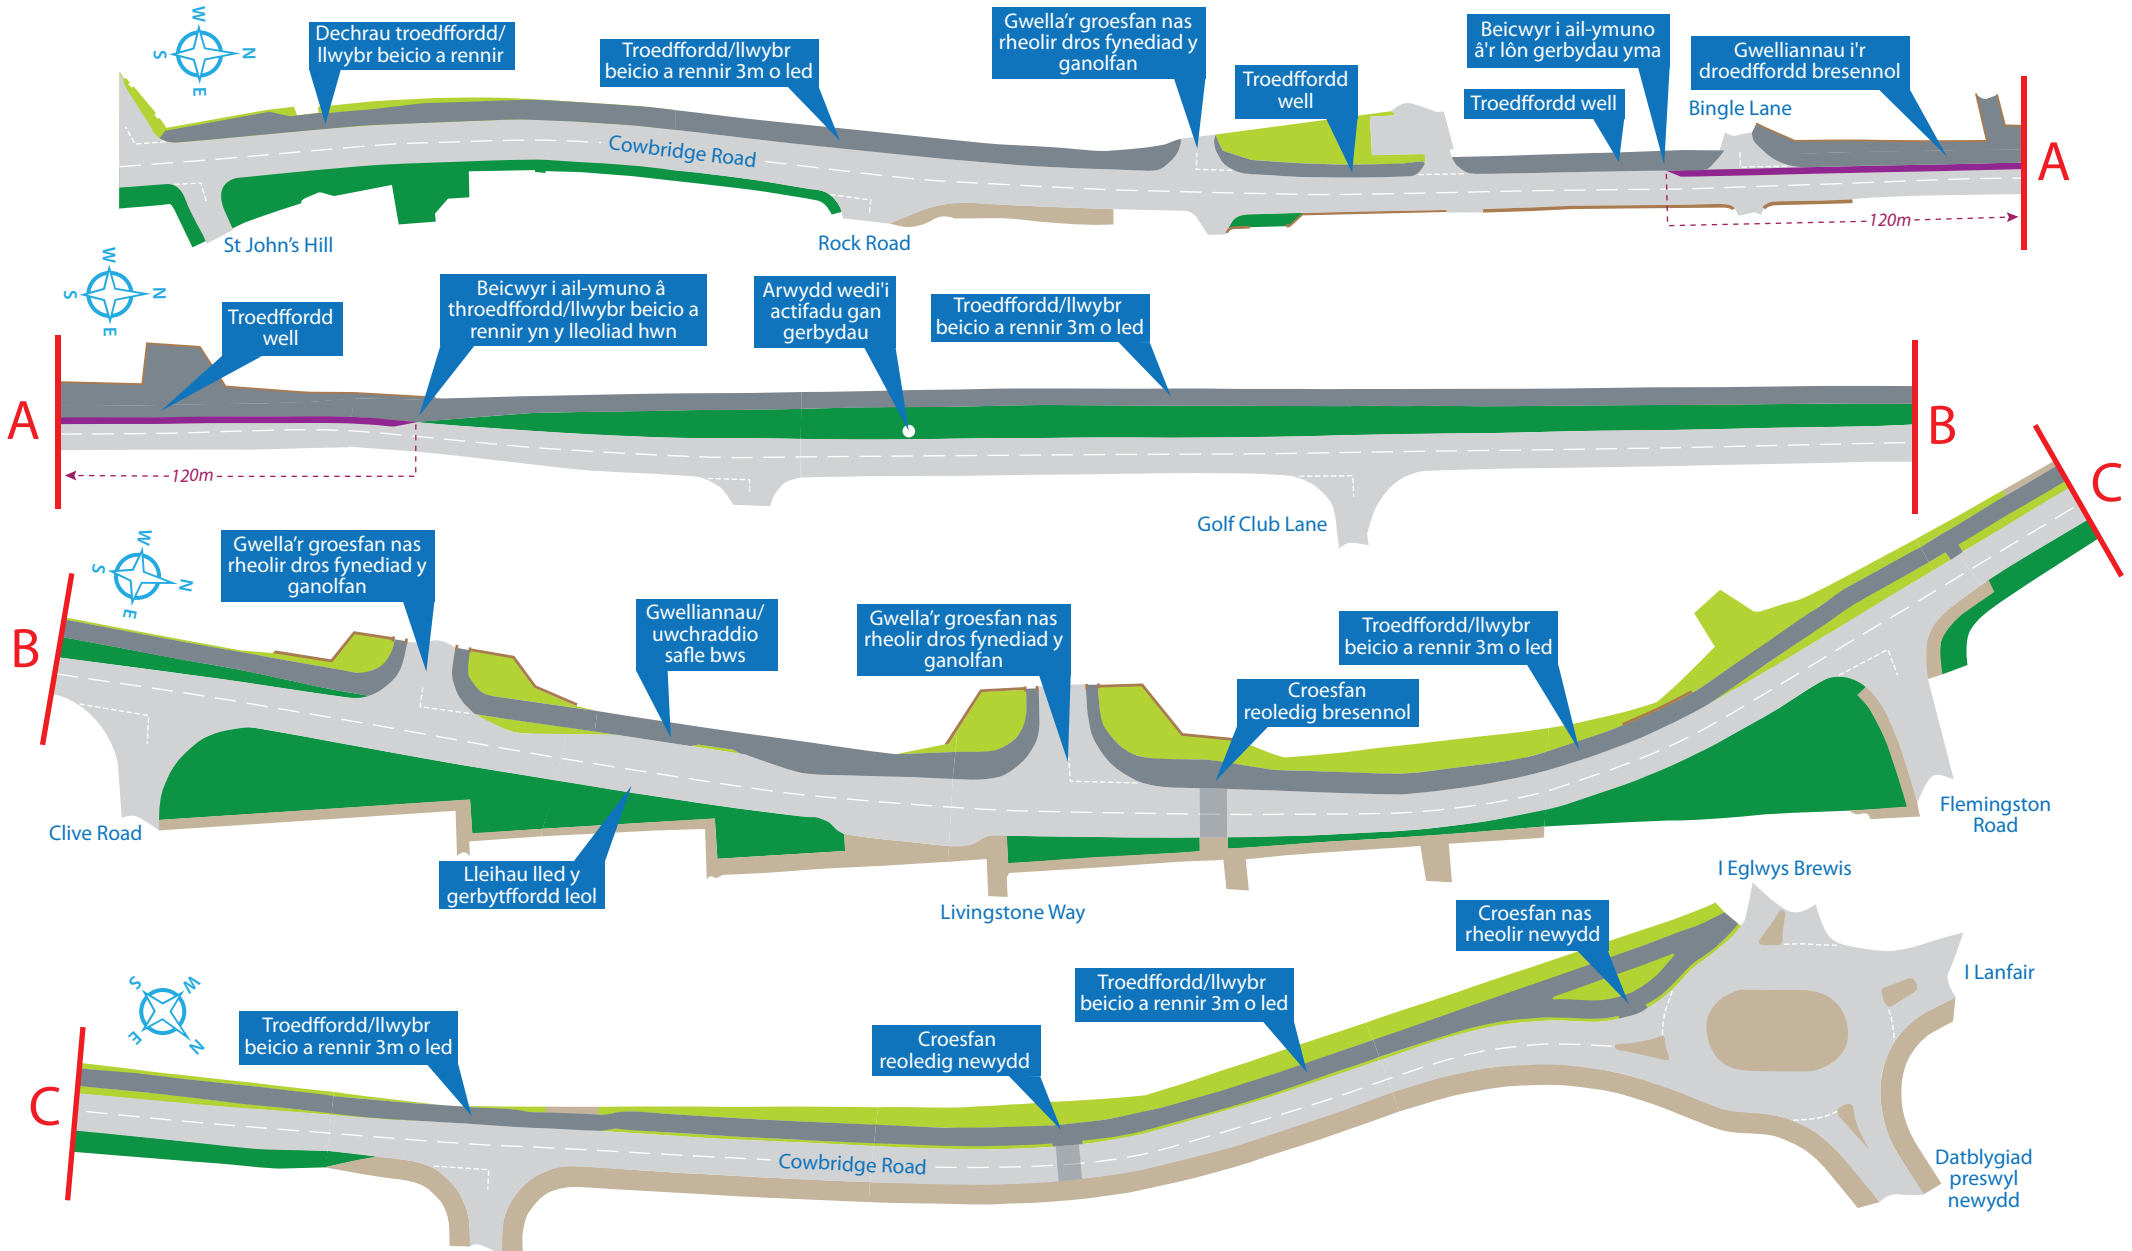 W
S
N
E
Dechrau troedffordd/
llwybr beicio a rennir
Troedffordd/llwybr
beicio a rennir 3m o led
Gwella'r groesfan nas
rheolir dros fynediad y
ganolfan
Troedffordd
well
Beicwyr i ail-ymuno
â'r lôn gerbydau yma
Troedffordd well
Gwelliannau i'r
droedffordd bresennol
Bingle Lane
Cowbridge Road
A
St John's Hill
Rock Road
120m
W
S
N
E
Troedffordd
well
Beicwyr i ail-ymuno â
throedffordd/llwybr beicio a
rennir yn y lleoliad hwn
Arwydd wedi'i
actifadu gan
gerbydau
Troedffordd/llwybr
beicio a rennir 3m o led
A
B
120m
Golf Club Lane
C
W
S
N
E
Gwella'r groesfan nas
rheolir dros fynediad y
ganolfan
Gwelliannau/
uwchraddio
safle bws
Gwella'r groesfan nas
rheolir dros fynediad y
ganolfan
Troedffordd/llwybr
beicio a rennir 3m o led
Croesfan
reoledig bresennol
B
Clive Road
Lleihau lled y
gerbytffordd leol
Livingstone Way
Flemingston
Road
I Eglwys Brewis
Croesfan nas
rheolir newydd
I Lanfair
S
W
E
N
Troedffordd/llwybr
beicio a rennir 3m o led
Croesfan
reoledig newydd
Troedffordd/llwybr
beicio a rennir 3m o led
C
Cowbridge Road
Datblygiad
preswyl
newydd